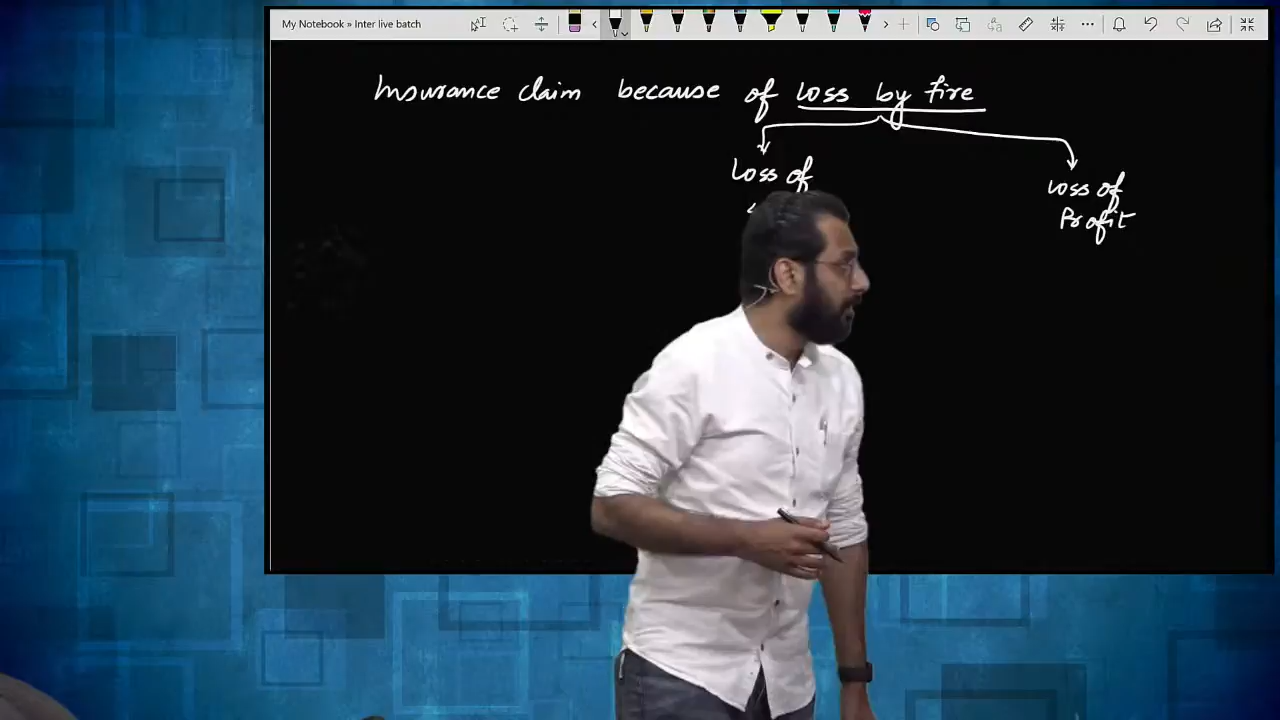 My Notebook » Inter live batch
Insurance claim because of loss by fire
Loss of
Loss of
Profit